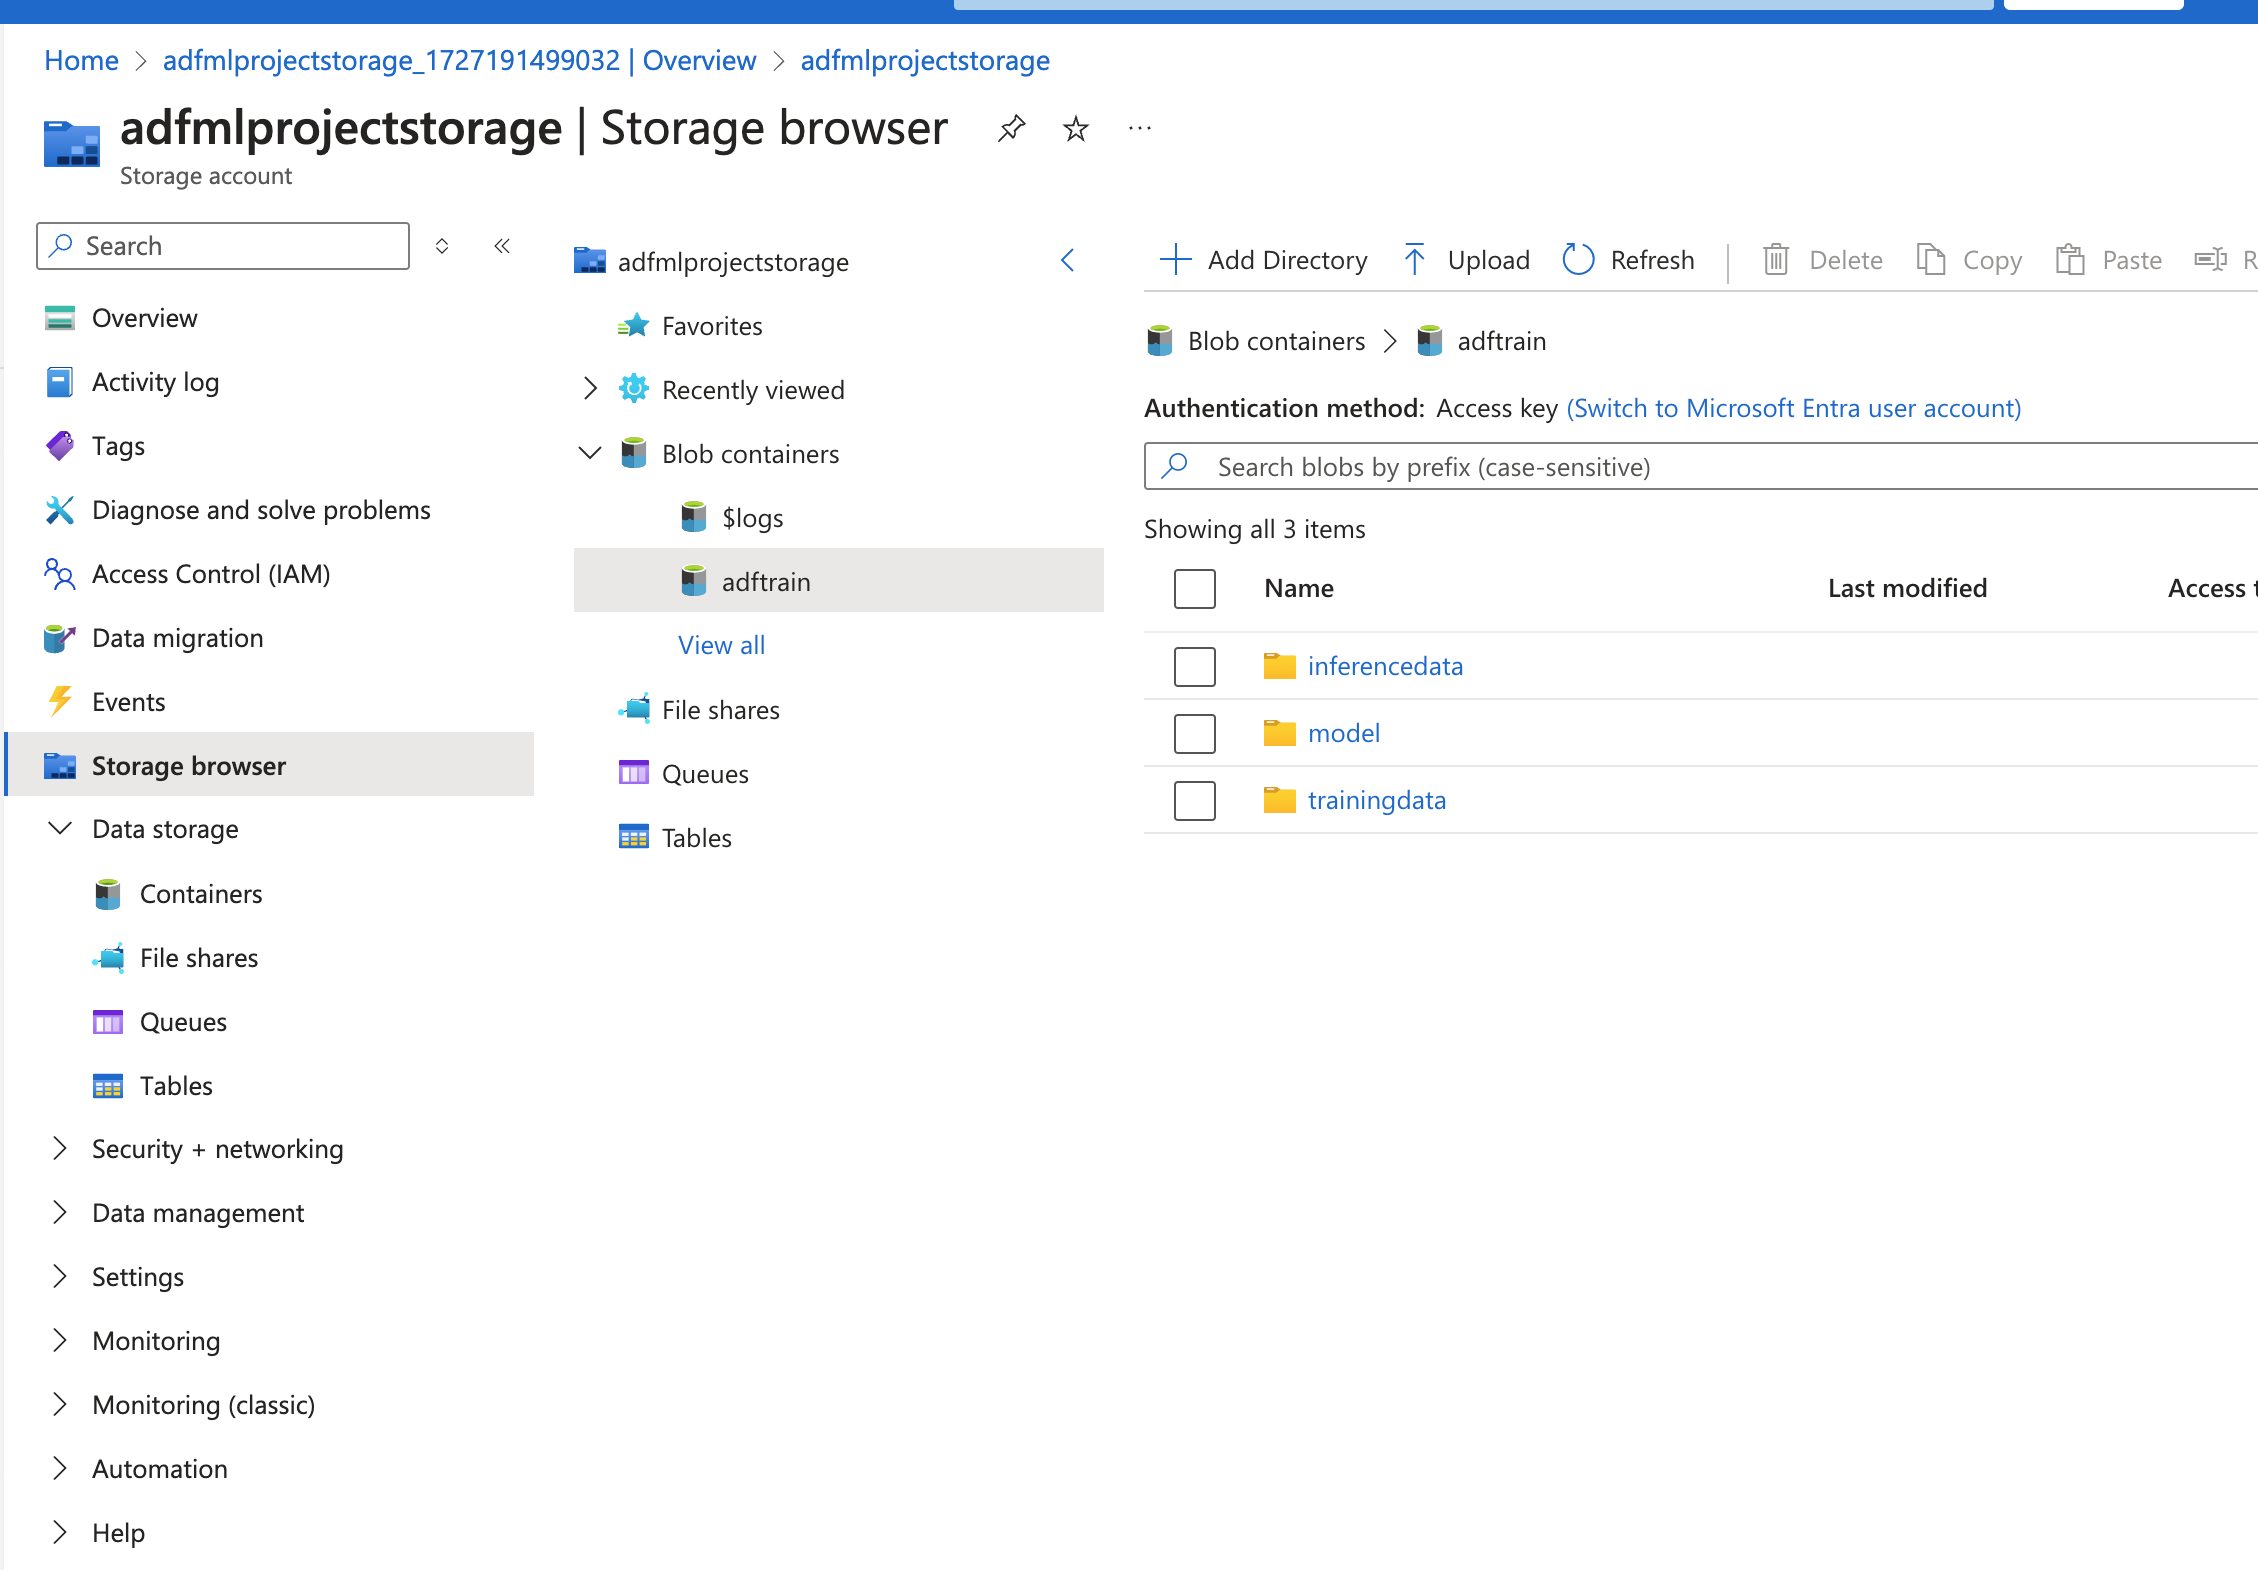 Home > adfmlprojectstorage_1727191499032 | Overview > adfmlprojectstorage
adfmlprojectstorage | Storage browser
Storage account
Search
Overview
Activity log
Tags
Diagnose and solve problems
Access Control (IAM)
Data migration
Events
Storage browser
Data storage
Containers
File shares
Queues
Tables
Security + networking
Data management
Settings
Monitoring
Monitoring (classic)
Automation
Help
adfmlprojectstorage
Favorites
Recently viewed
Blob containers
$logs
adftrain
View all
File shares
Queues
Tables
Add Directory Upload Refresh Delete Copy Paste
Blob containers > adftrain
Authentication method: Access key (Switch to Microsoft Entra user account)
Search blobs by prefix (case-sensitive)
Showing all 3 items
Name Last modified Access
inferencedata
model
trainingdata